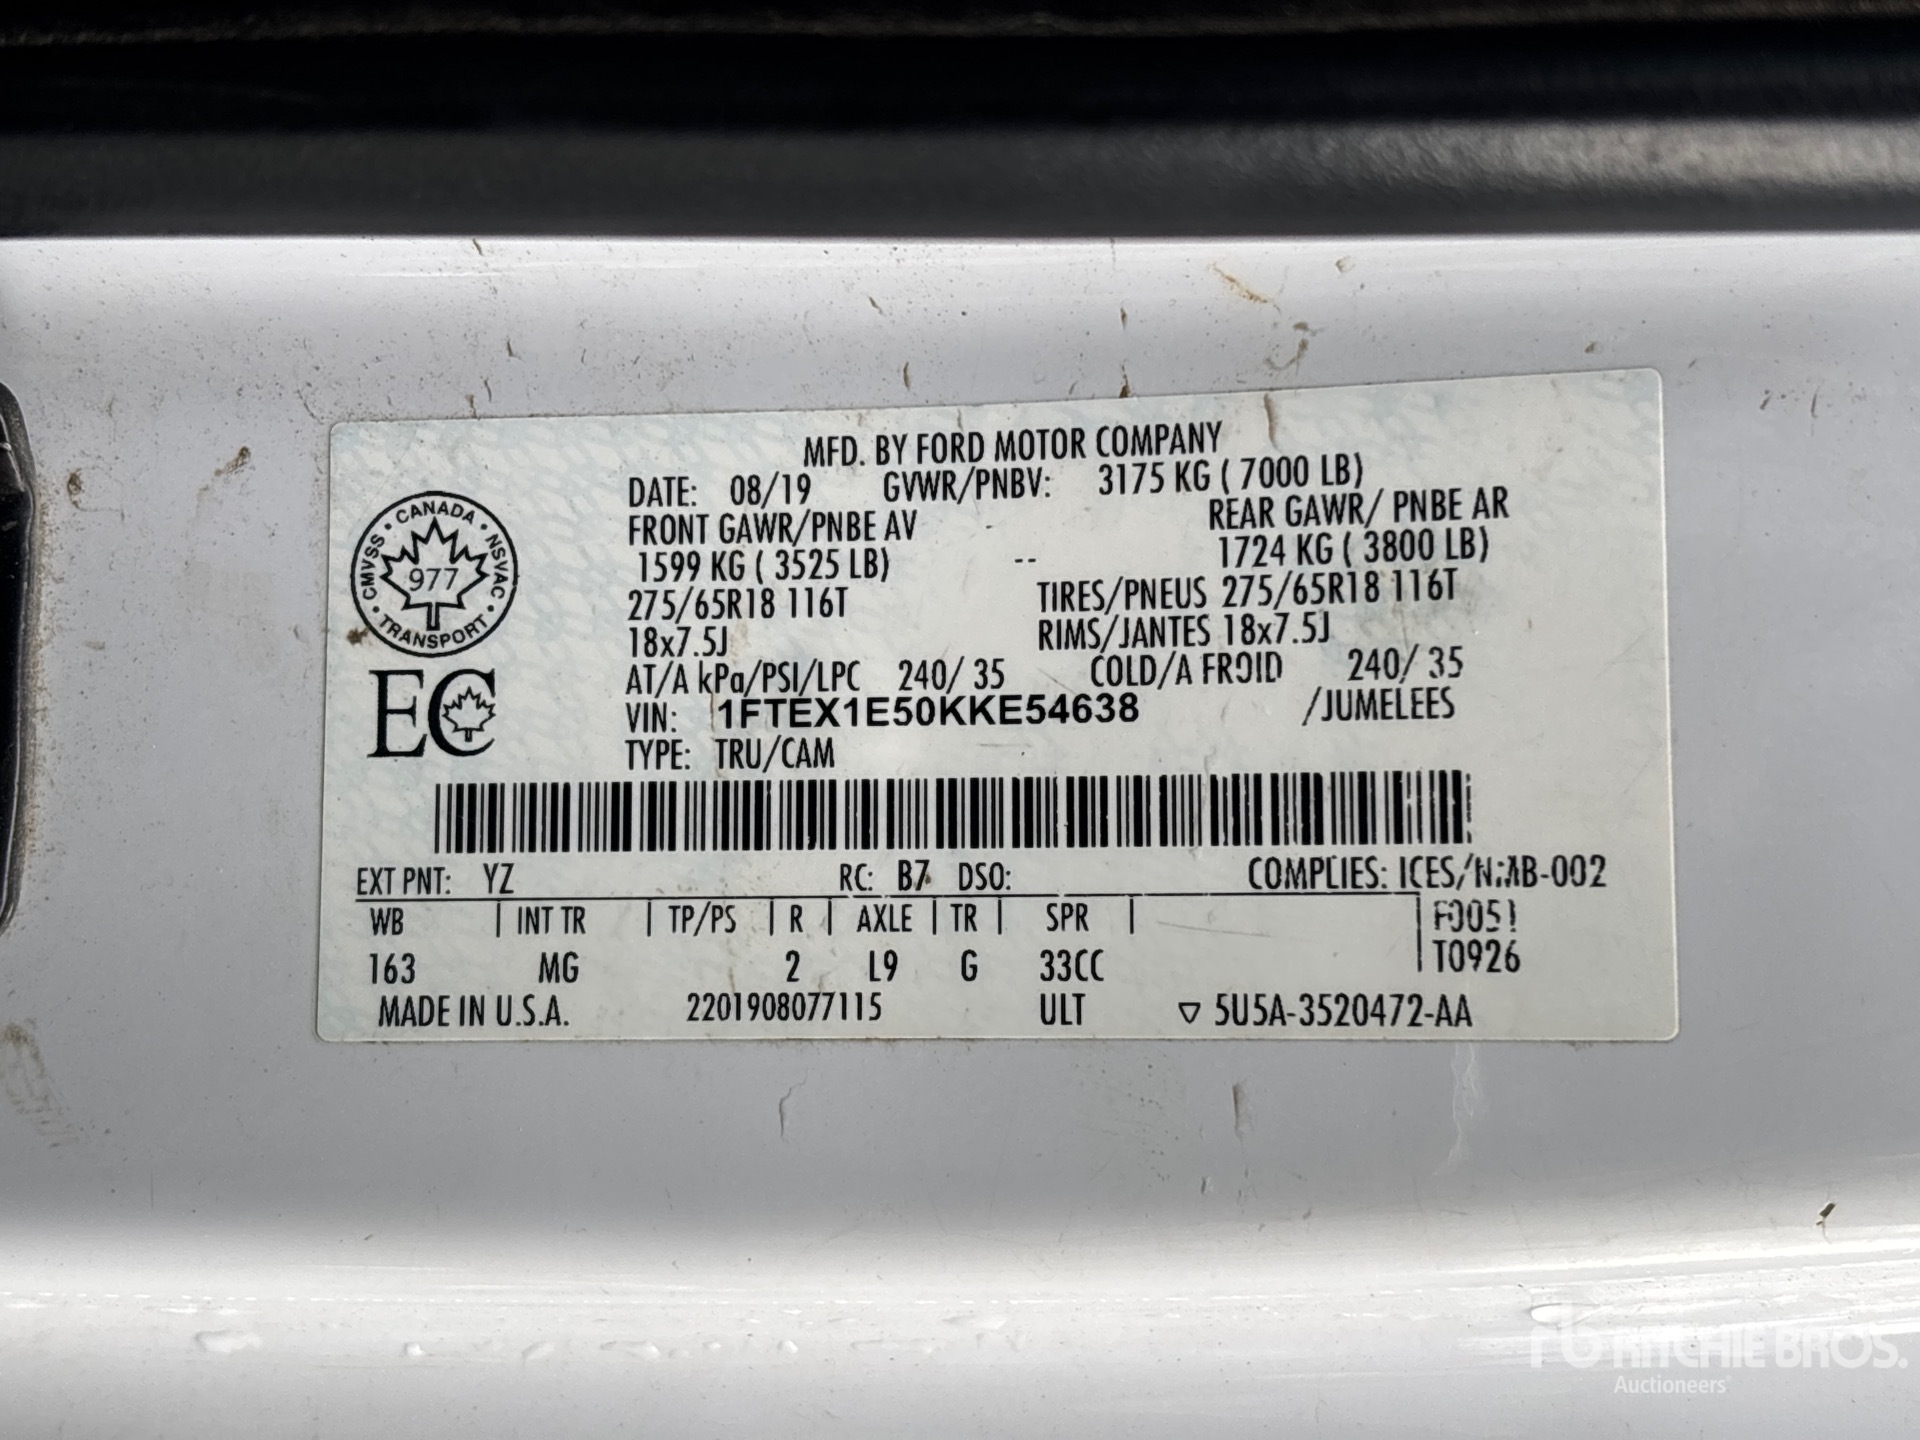 MFD. BY FORD MOTOR COMPANY
DATE: 08/19 GVWR/PNBV: 3175 KG ( 7000 LB)
FRONT GAWR/PNBE AV REAR GAWR/ PNBE AR
1599 KG ( 3525 LB) -- 1724 KG ( 3800 LB)
275/65R18 116T TIRES/PNEUS 275/65R18 116T
18x7.5J RIMS/JANTES 18x7.5J
AT/A kPa/PSI/LPC 240/ 35 COLD/A FROID 240/ 35
VIN: 1FTEX1E50KKE54638 /JUMELEES
TYPE: TRU/CAM
CANADA • NSVAC • TRANSPORT • CMVSS •
977
EC
EXT PNT: YZ RC: B7 DSO: COMPLIES: ICES/NMB-002
WB | INT TR | TP/PS | R | AXLE | TR | SPR | F0051
163 MG 2 L9 G 33CC T0926
MADE IN U.S.A. 2201908077115 ULT ▽ 5U5A-3520472-AA
rb RITCHIE BROS.
Auctioneers